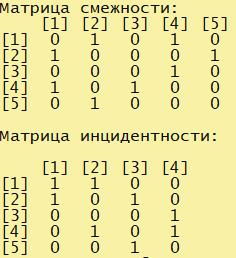 Матрица смежности:
[1] [2] [3] [4] [5]
[1] 0 1 0 1 0
[2] 1 0 0 0 1
[3] 0 0 0 1 0
[4] 1 0 1 0 0
[5] 0 1 0 0 0
Матрица инцидентности:
[1] [2] [3] [4]
[1] 1 1 0 0
[2] 1 0 1 0
[3] 0 0 0 1
[4] 0 1 0 1
[5] 0 0 1 0